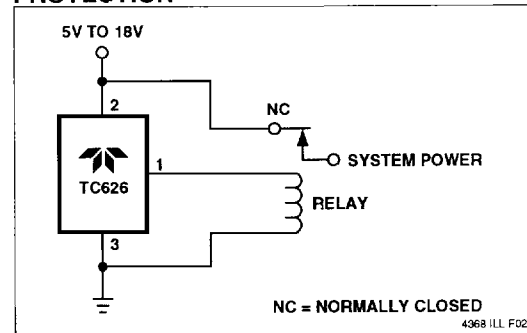 PROTECTION
5V TO 18V
2
NC
TC626
1
SYSTEM POWER
RELAY
3
NC = NORMALLY CLOSED
4368 ILL F02